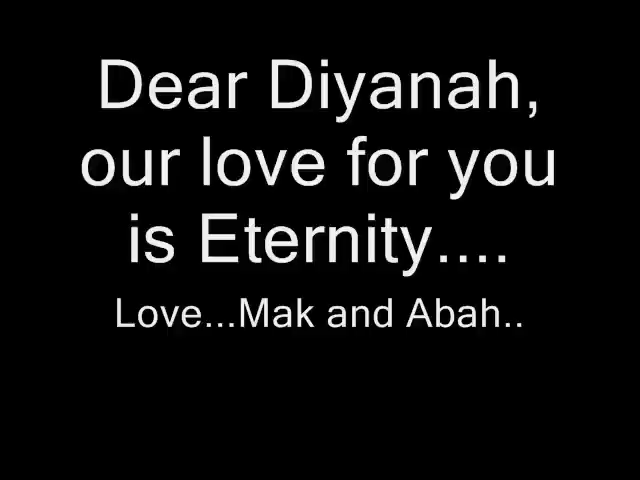 Dear Diyanah,
our love for you
is Eternity....
Love...Mak and Abah..